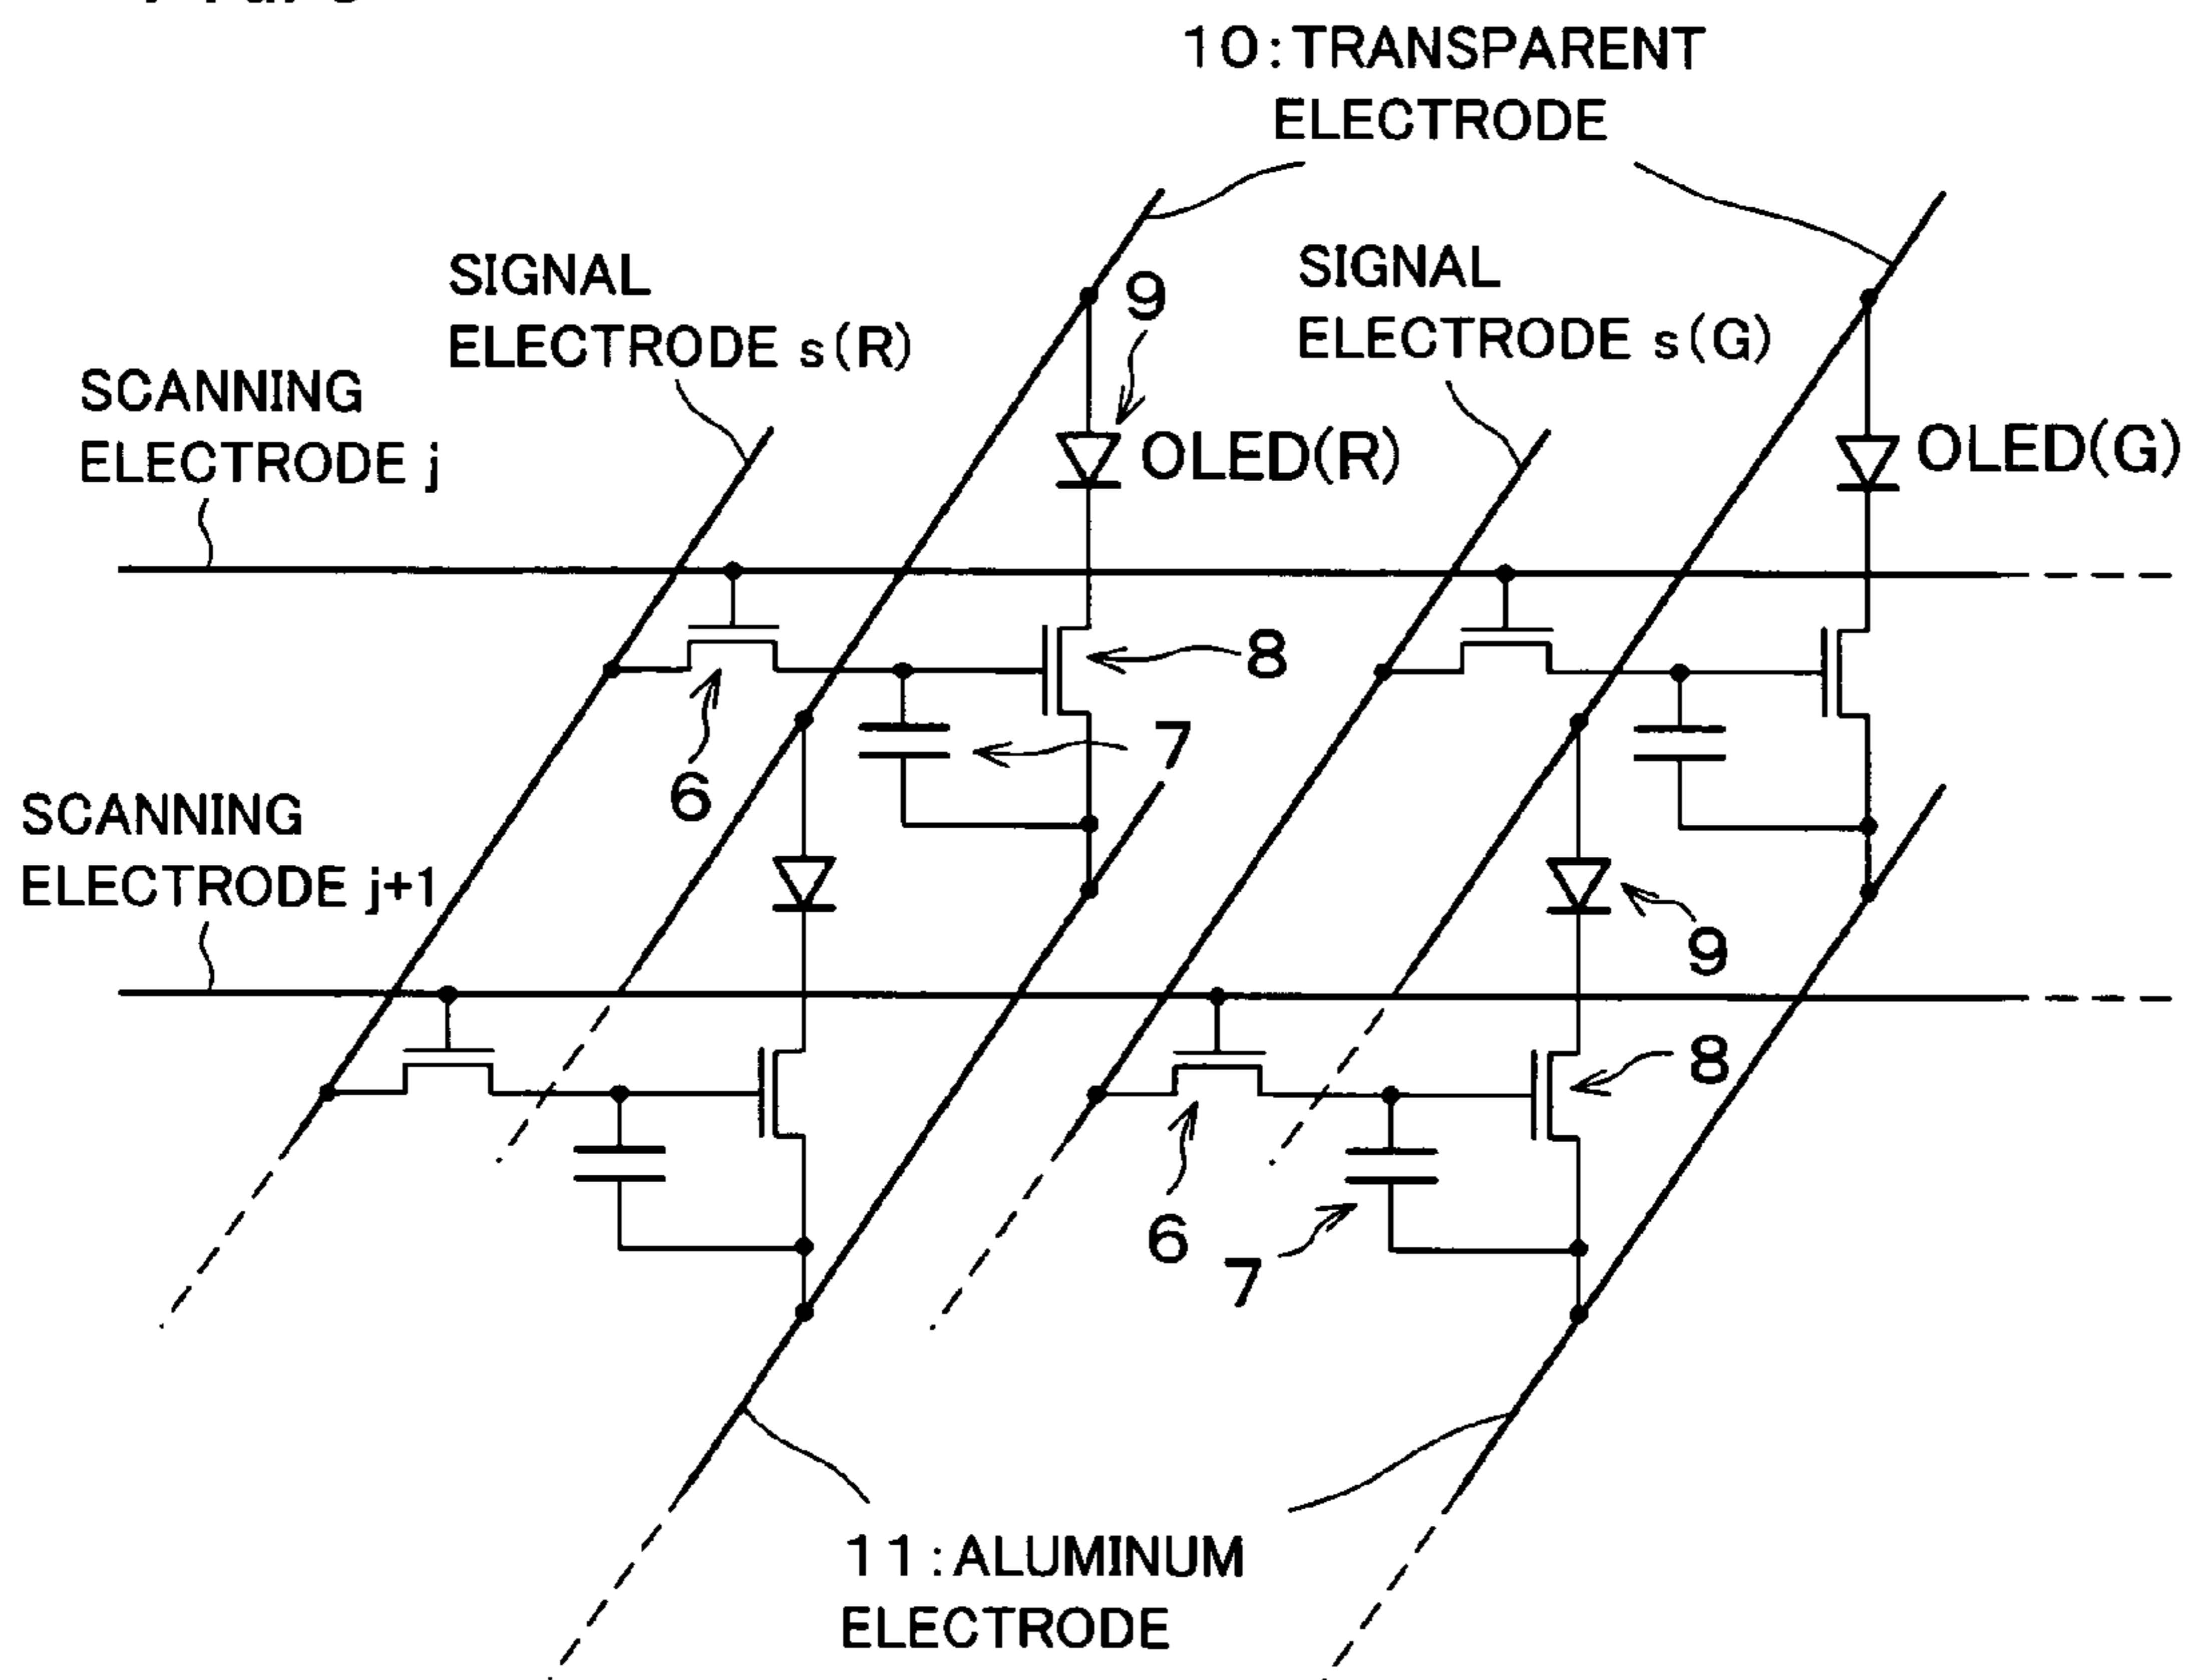 10:TRANSPARENT
ELECTRODE
SIGNAL
ELECTRODE s(R)
9
SIGNAL
ELECTRODE s(G)
SCANNING
ELECTRODE j
OLED(R)
OLED(G)
8
7
6
SCANNING
ELECTRODE j+1
9
8
6
7
11:ALUMINUM
ELECTRODE